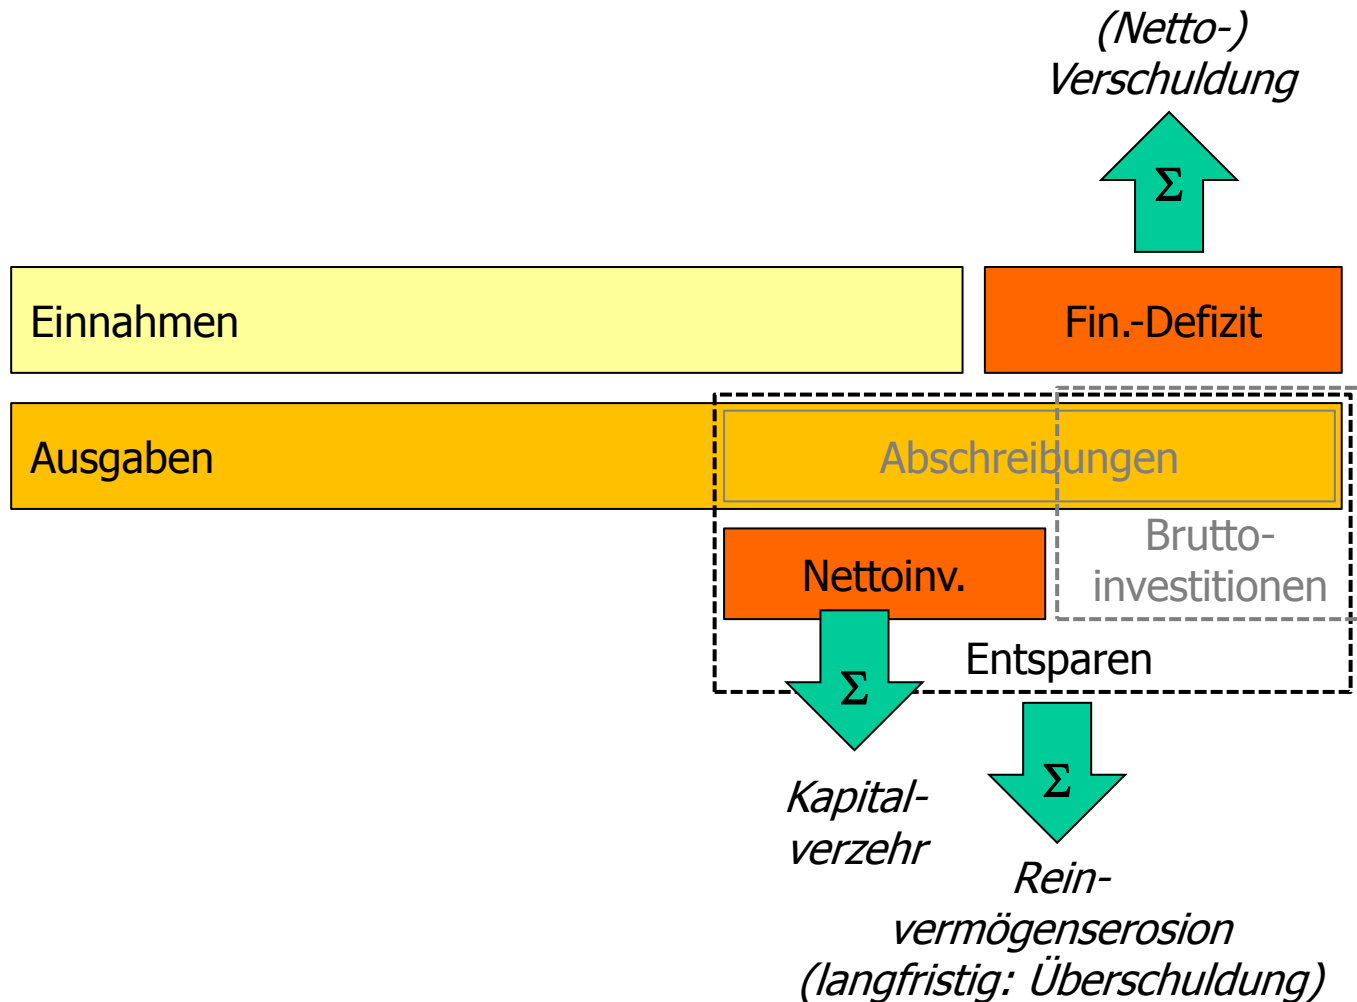 (Netto-)
Verschuldung
Σ
Einnahmen
Fin.-Defizit
Ausgaben
Abschreibungen
Nettoinv.
Brutto-
investitionen
Entsparen
Σ
Σ
Kapital-
verzehr
Rein-
vermögenserosion
(langfristig: Überschuldung)